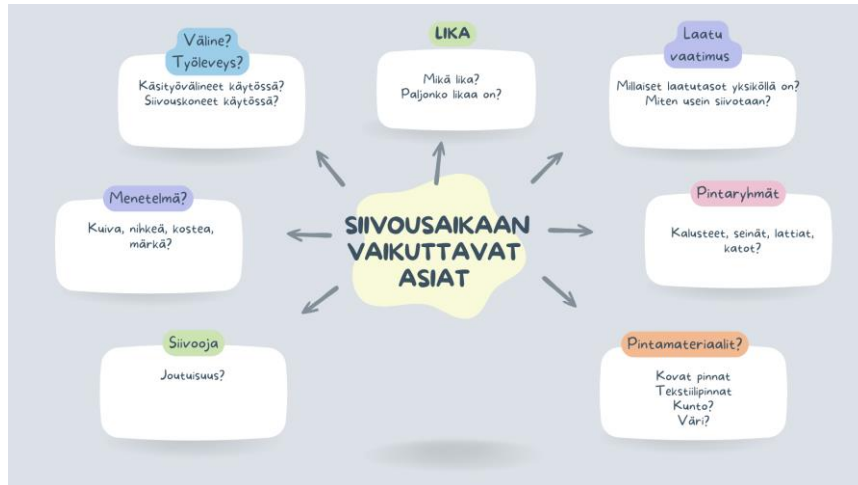 Väline?
Työleveys?
Käsityövälineet käytössä?
Siivouskoneet käytössä?
LIKA
Mikä lika?
Paljonko likaa on?
Laatu
vaatimus
Millaiset laatutasot yksiköllä on?
Miten usein siivotaan?
Menetelmä?
Kuiva, nihkeä, kostea,
märkä?
SIIVOUSAIKAAN
VAIKUTTAVAT
ASIAT
Pintaryhmät
Kalusteet, seinät, lattiat,
katot?
Siivooja
Joutuisuus?
Pintamateriaalit?
Kovat pinnat
Tekstiilipinnat
Kunto?
Väri?